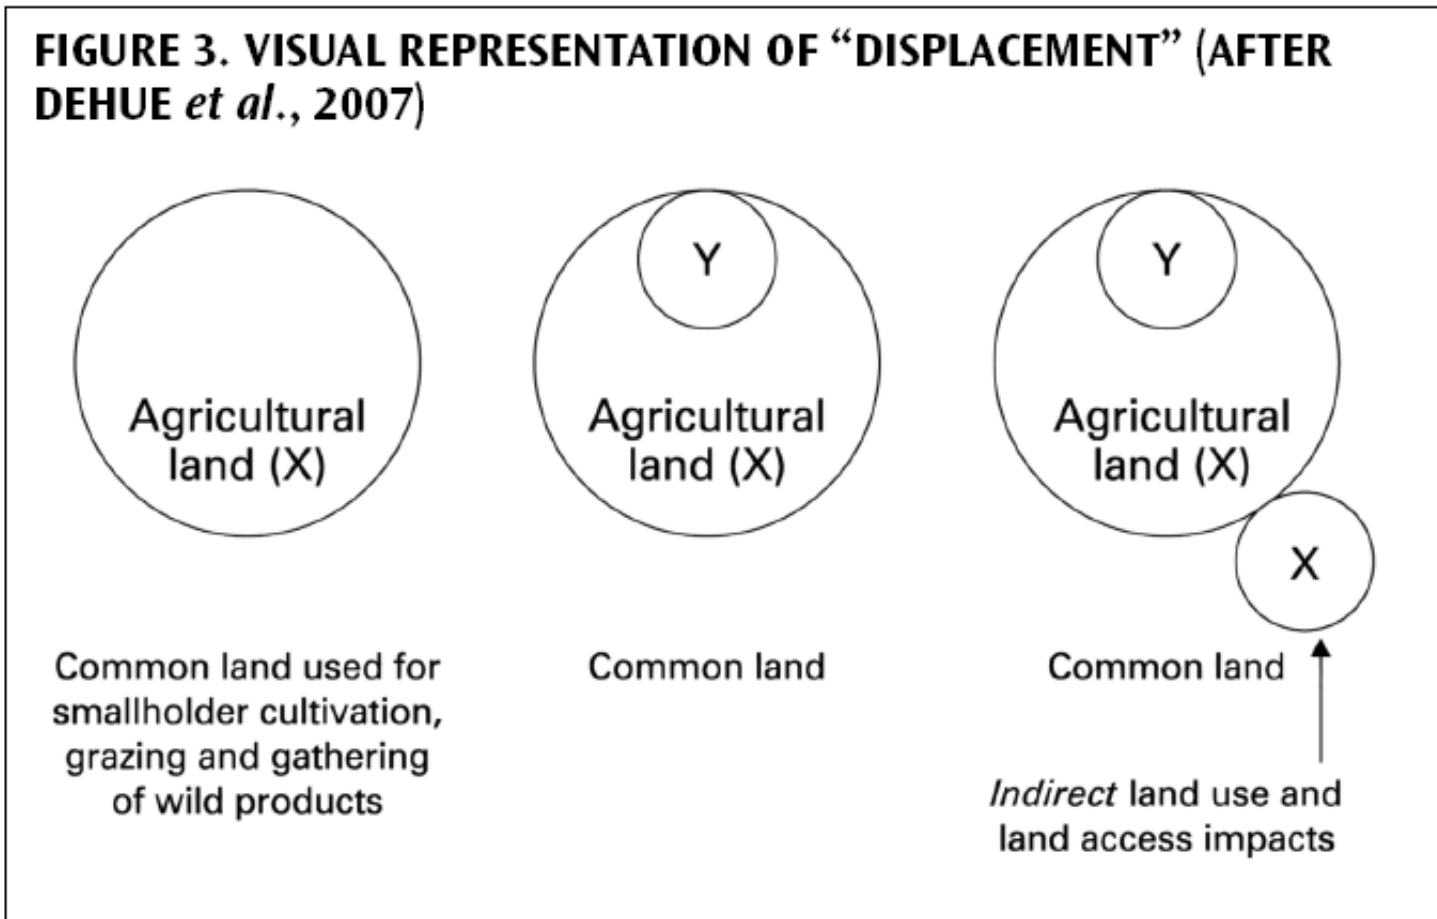 FIGURE 3. VISUAL REPRESENTATION OF “DISPLACEMENT” (AFTER
DEHUE et al., 2007)
Agricultural
land (X)
Common land used for
smallholder cultivation,
grazing and gathering
of wild products
Y
Agricultural
land (X)
Common land
Y
Agricultural
land (X)
X
Common land
Indirect land use and
land access impacts